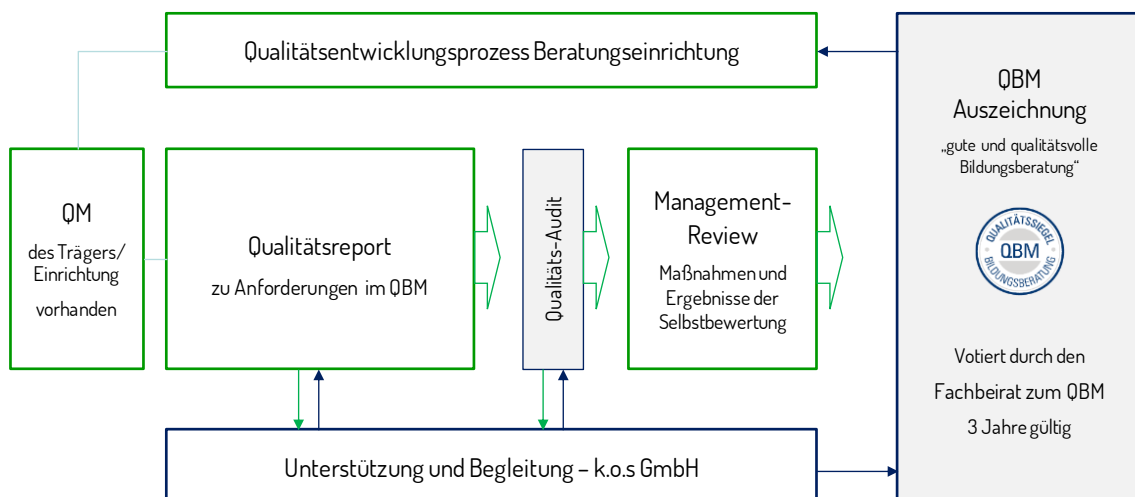 Qualitätsentwicklungsprozess Beratungseinrichtung
QM
des Trägers/
Einrichtung
vorhanden
Qualitätsreport
zu Anforderungen im QBM
Qualitäts-Audit
Management-
Review
Maßnahmen und
Ergebnisse der
Selbstbewertung
QBM
Auszeichnung
„gute und qualitätsvolle
Bildungsberatung“
QUALITÄTSSIEGEL
QBM
BILDUNGSBERATUNG
Votiert durch den
Fachbeirat zum QBM
3 Jahre gültig
Unterstützung und Begleitung – k.o.s GmbH